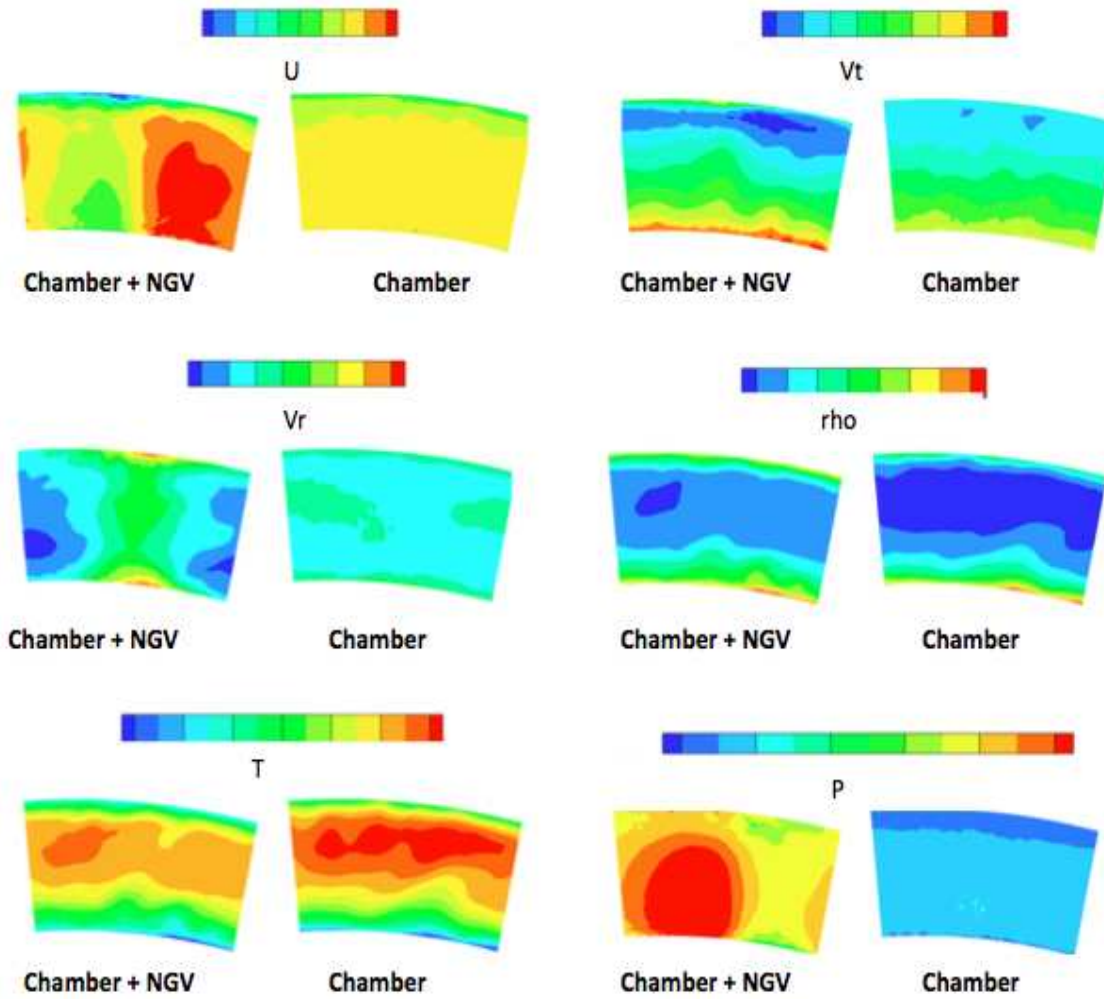 U
Vt
Chamber + NGV
Chamber
Chamber + NGV
Chamber
Vr
rho
Chamber + NGV
Chamber
Chamber + NGV
Chamber
T
P
Chamber + NGV
Chamber
Chamber + NGV
Chamber